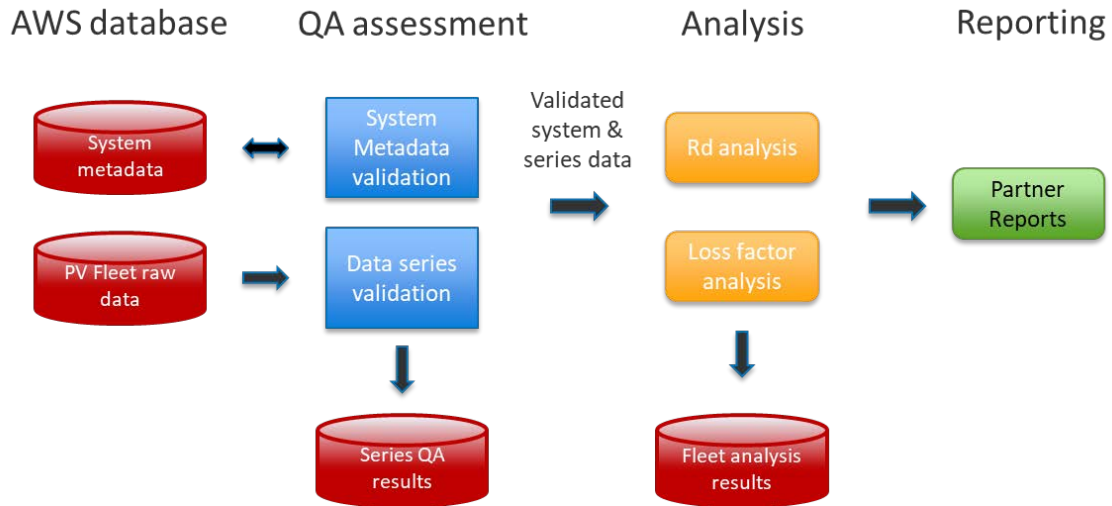 AWS database
QA assessment
Analysis
Reporting
System
metadata
System
Metadata
validation
Validated
system &
series data
Rd analysis
Partner
Reports
PV Fleet raw
data
Data series
validation
Loss factor
analysis
Series QA
results
Fleet analysis
results